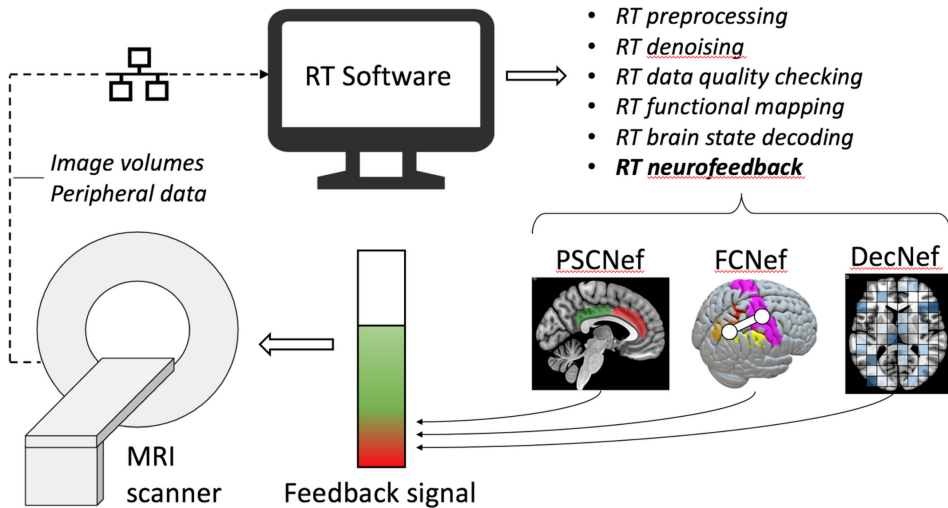 RT Software
• RT preprocessing
• RT denoising
• RT data quality checking
• RT functional mapping
• RT brain state decoding
• RT neurofeedback
Image volumes
Peripheral data
PSCNef
FCNef
DecNef
MRI
scanner
Feedback signal